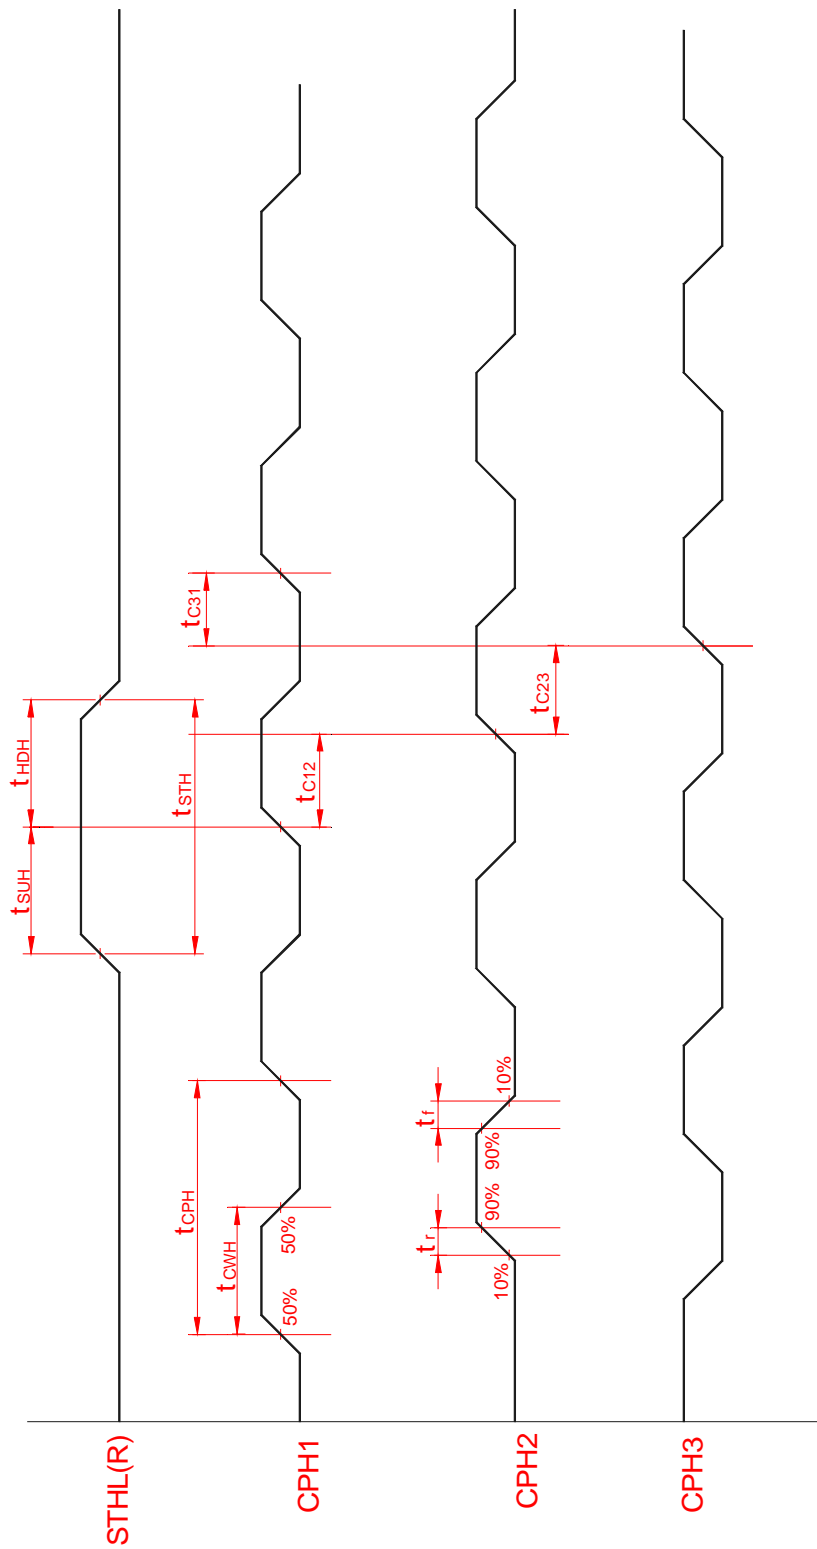 STHL(R)
tSUH
tHDH
tSTH
CPH1
tCPH
tCWH
50%
50%
tC12
tC31
CPH2
tr
10%
90%
tf
90%
10%
tC23
CPH3